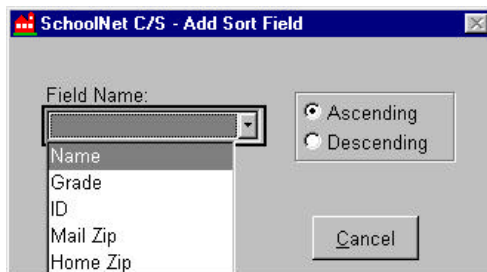 SchoolNet C/S - Add Sort Field
Field Name:
Name
Grade
ID
Mail Zip
Home Zip
Ascending
Descending
Cancel